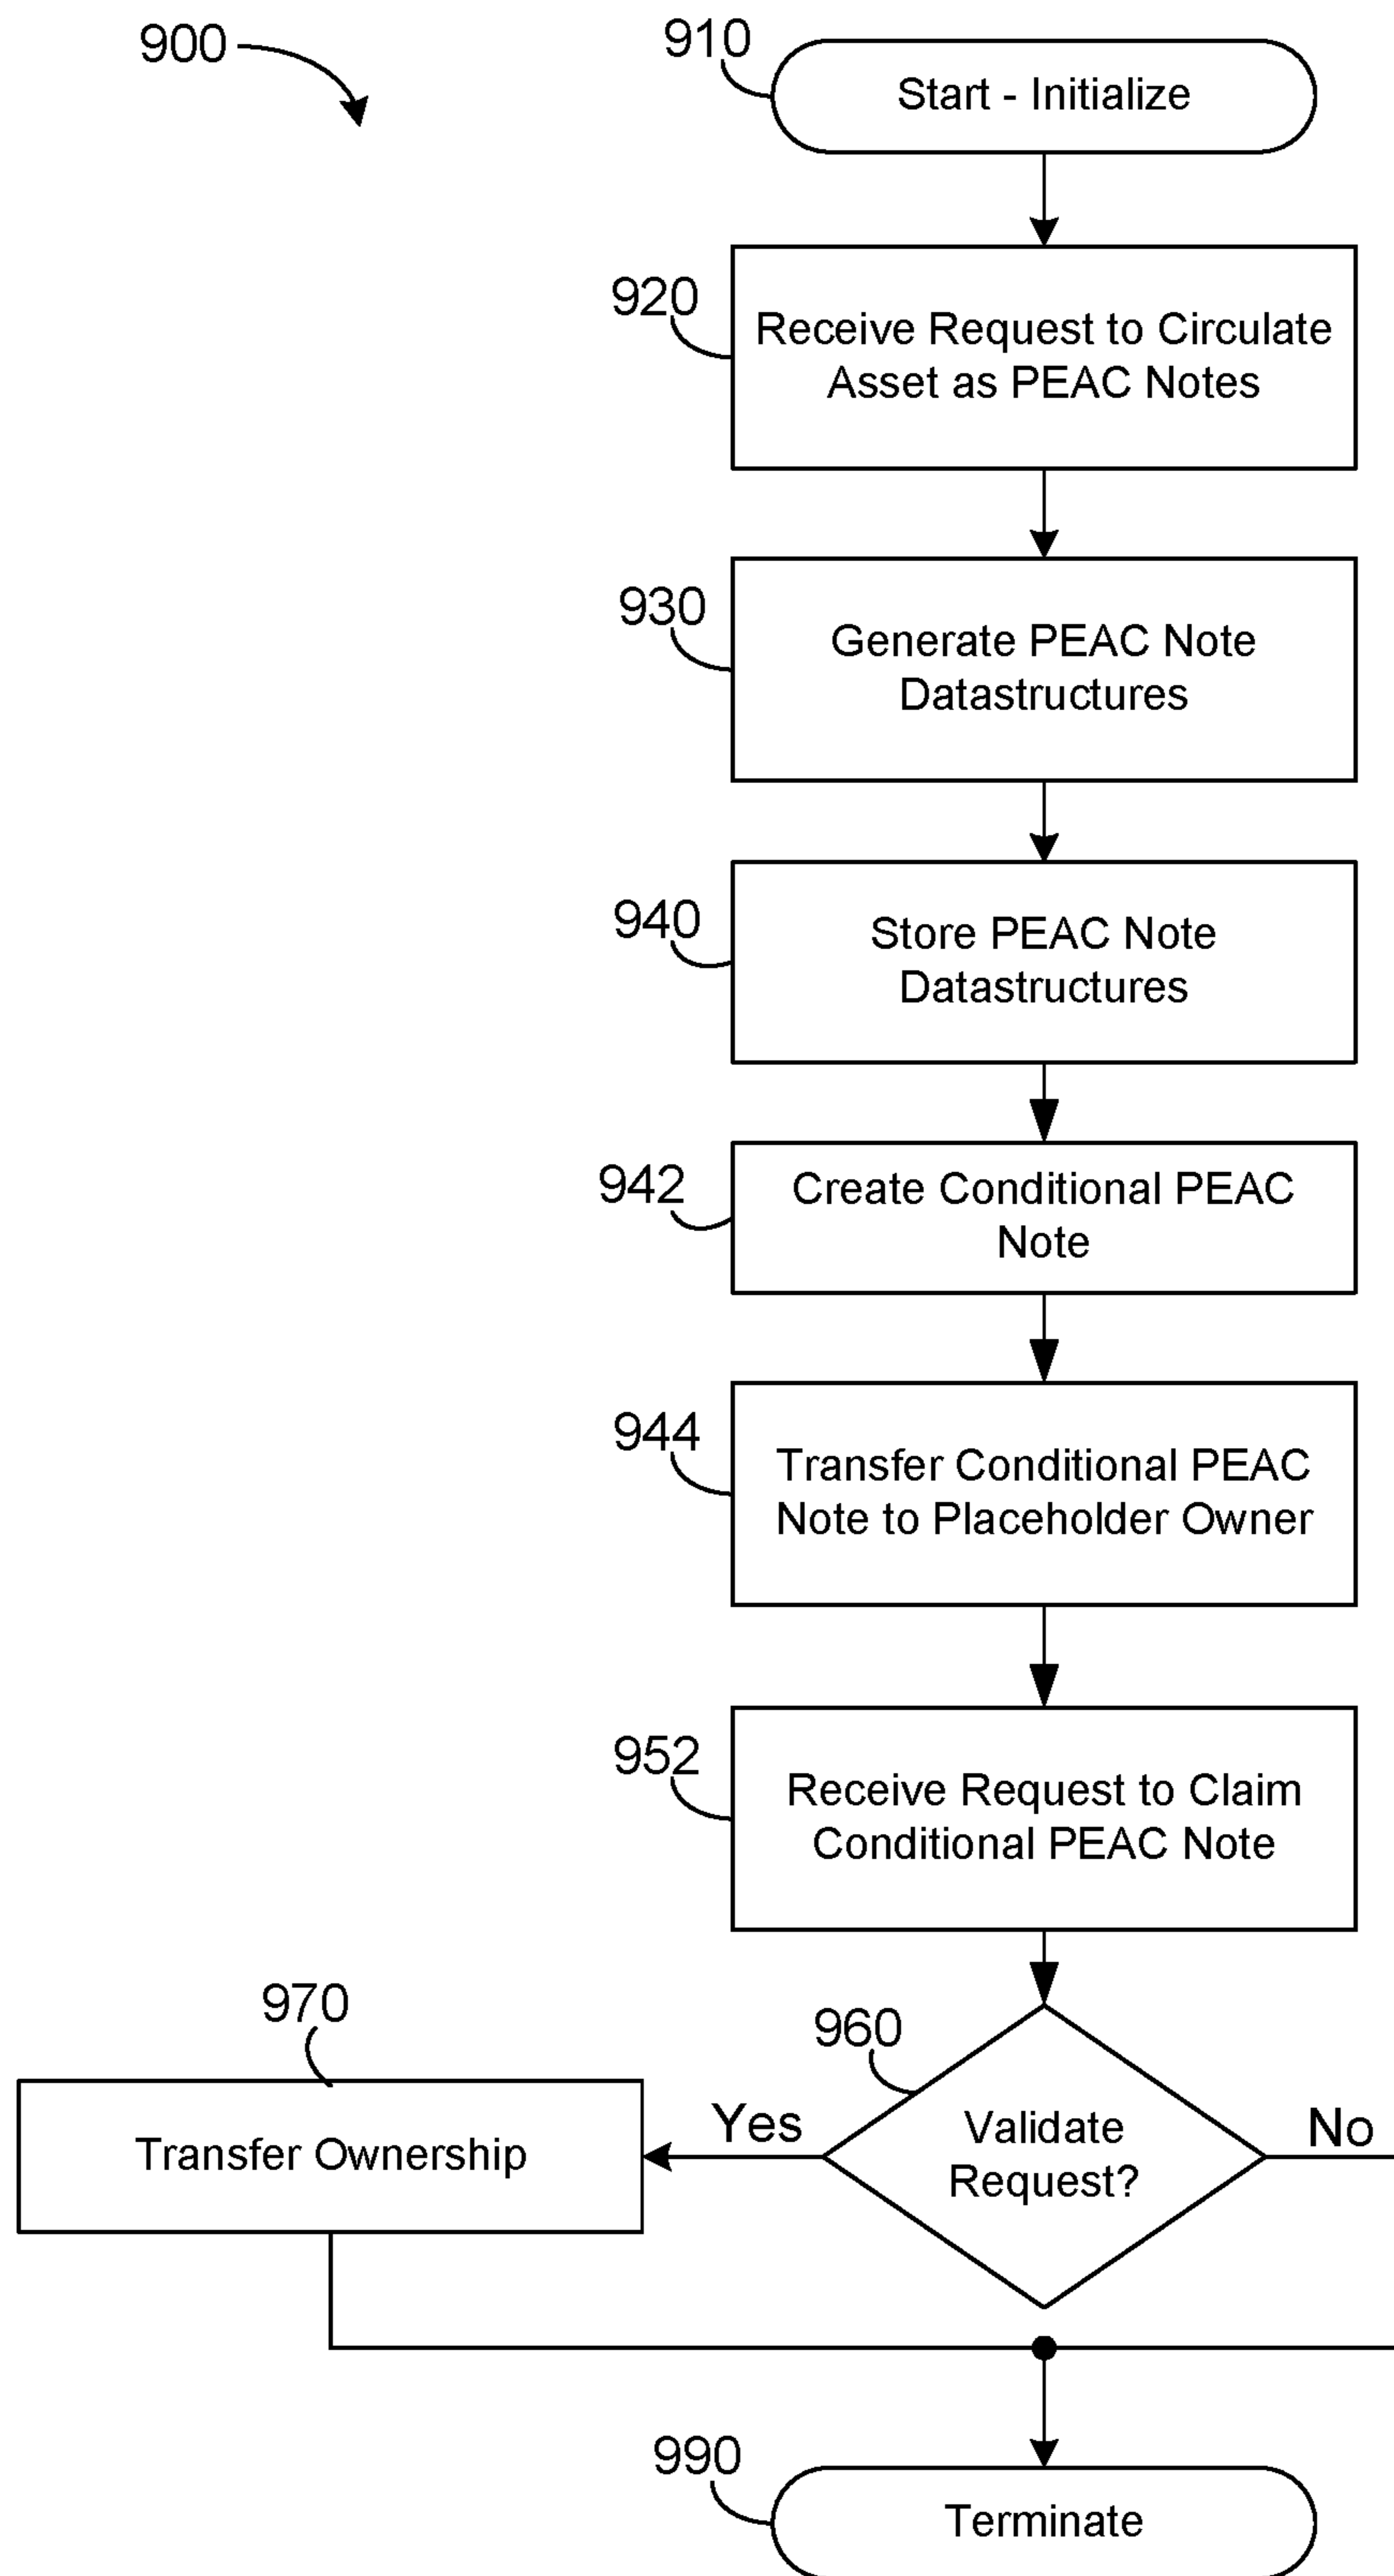 900
910
Start - Initialize
920
Receive Request to Circulate
Asset as PEAC Notes
930
Generate PEAC Note
Datastructures
940
Store PEAC Note
Datastructures
942
Create Conditional PEAC
Note
944
Transfer Conditional PEAC
Note to Placeholder Owner
952
Receive Request to Claim
Conditional PEAC Note
970
960
Transfer Ownership
Yes
Validate
Request?
No
990
Terminate